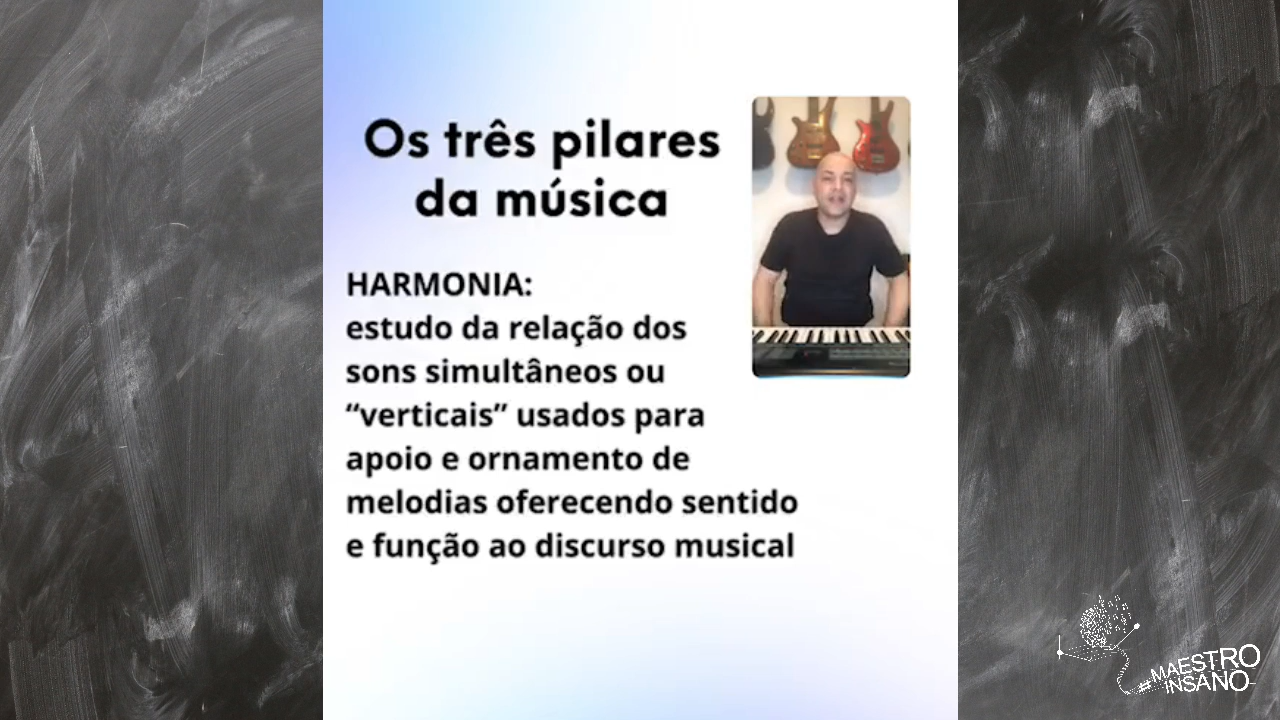 Os três pilares
da música
HARMONIA:
estudo da relação dos
sons simultâneos ou
“verticais” usados para
apoio e ornamento de
melodias oferecendo sentido
e função ao discurso musical
#MAESTRO
INSANO